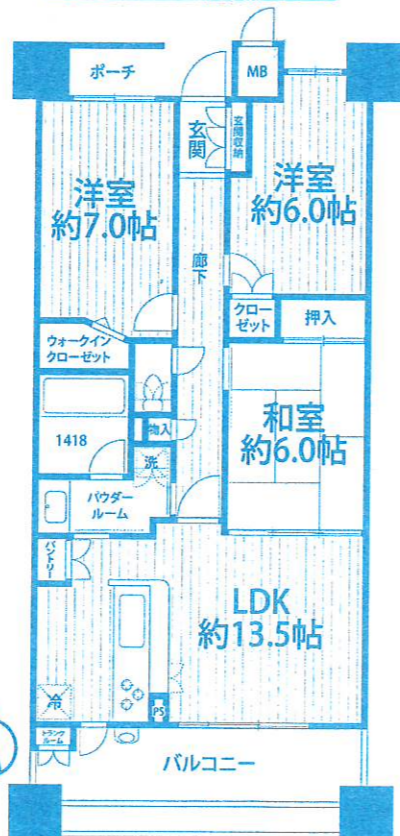 ポーチ
MB
玄関
玄関収納
洋室
約7.0帖
洋室
約6.0帖
廊下
クロー
ゼット
押入
ウォークイン
クローゼット
和室
約6.0帖
物入
1418
洗
パウダー
ルーム
パントリー
LDK
約13.5帖
冷
PS
トランク
ルーム
バルコニー